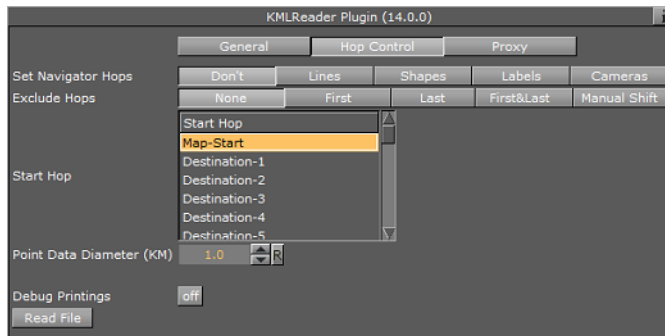 KMLReader Plugin (14.0.0)
General Hop Control Proxy
Set Navigator Hops Don't Lines Shapes Labels Cameras
Exclude Hops None First Last First&Last Manual Shift
Start Hop
Map-Start
Destination-1
Start Hop Destination-2
Destination-3
Destination-4
Destination-5
Point Data Diameter (KM) 1.0 R
Debug Printings off
Read File